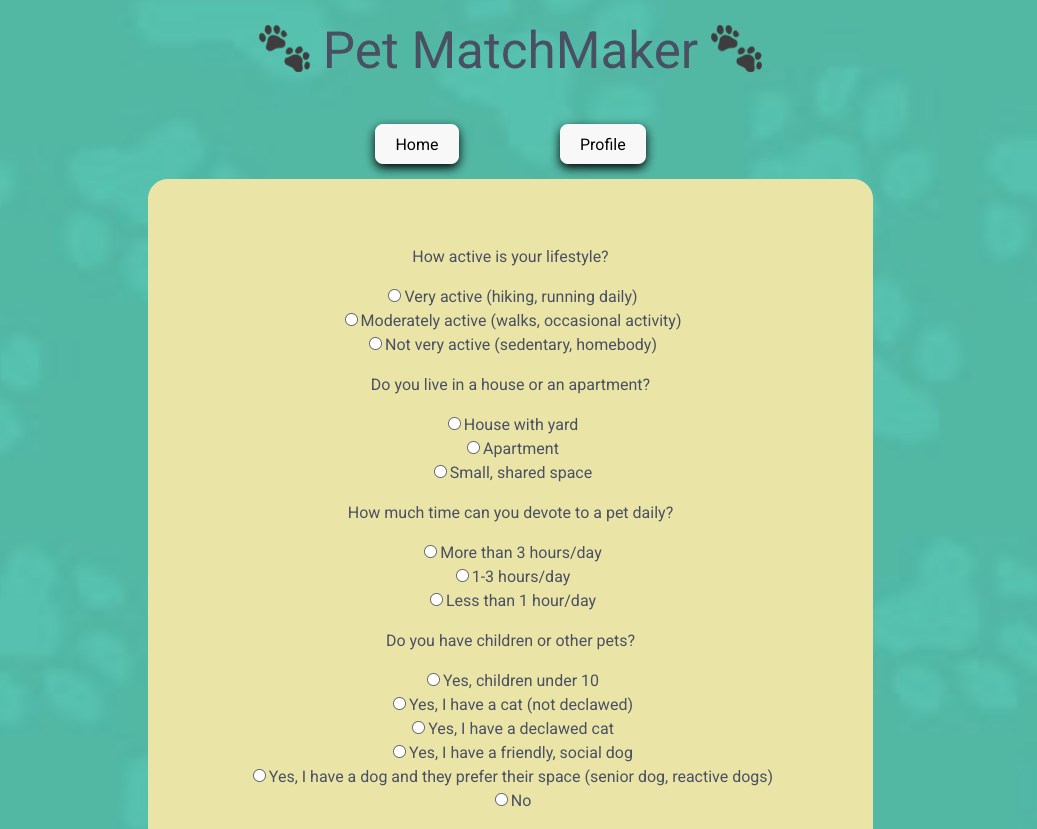 Pet MatchMaker
Home
Profile
How active is your lifestyle?
Very active (hiking, running daily)
Moderately active (walks, occasional activity)
Not very active (sedentary, homebody)
Do you live in a house or an apartment?
House with yard
Apartment
Small, shared space
How much time can you devote to a pet daily?
More than 3 hours/day
1-3 hours/day
Less than 1 hour/day
Do you have children or other pets?
Yes, children under 10
Yes, I have a cat (not declawed)
Yes, I have a declawed cat
Yes, I have a friendly, social dog
Yes, I have a dog and they prefer their space (senior dog, reactive dogs)
No